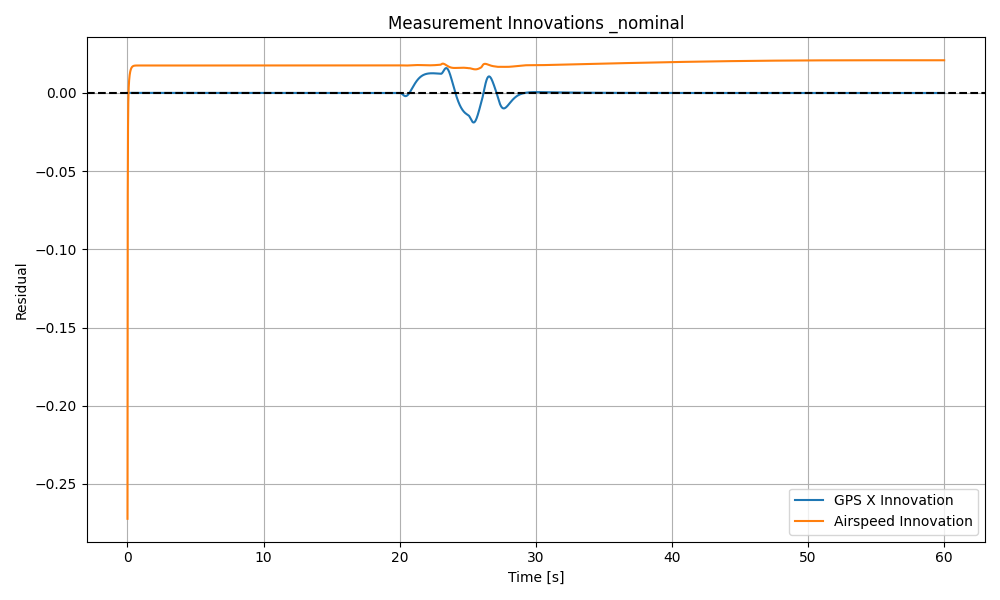 Measurement Innovations _nominal
Residual
0.00
−0.05
−0.10
−0.15
−0.20
−0.25
GPS X Innovation
Airspeed Innovation
0 10 20 30 40 50 60
Time [s]